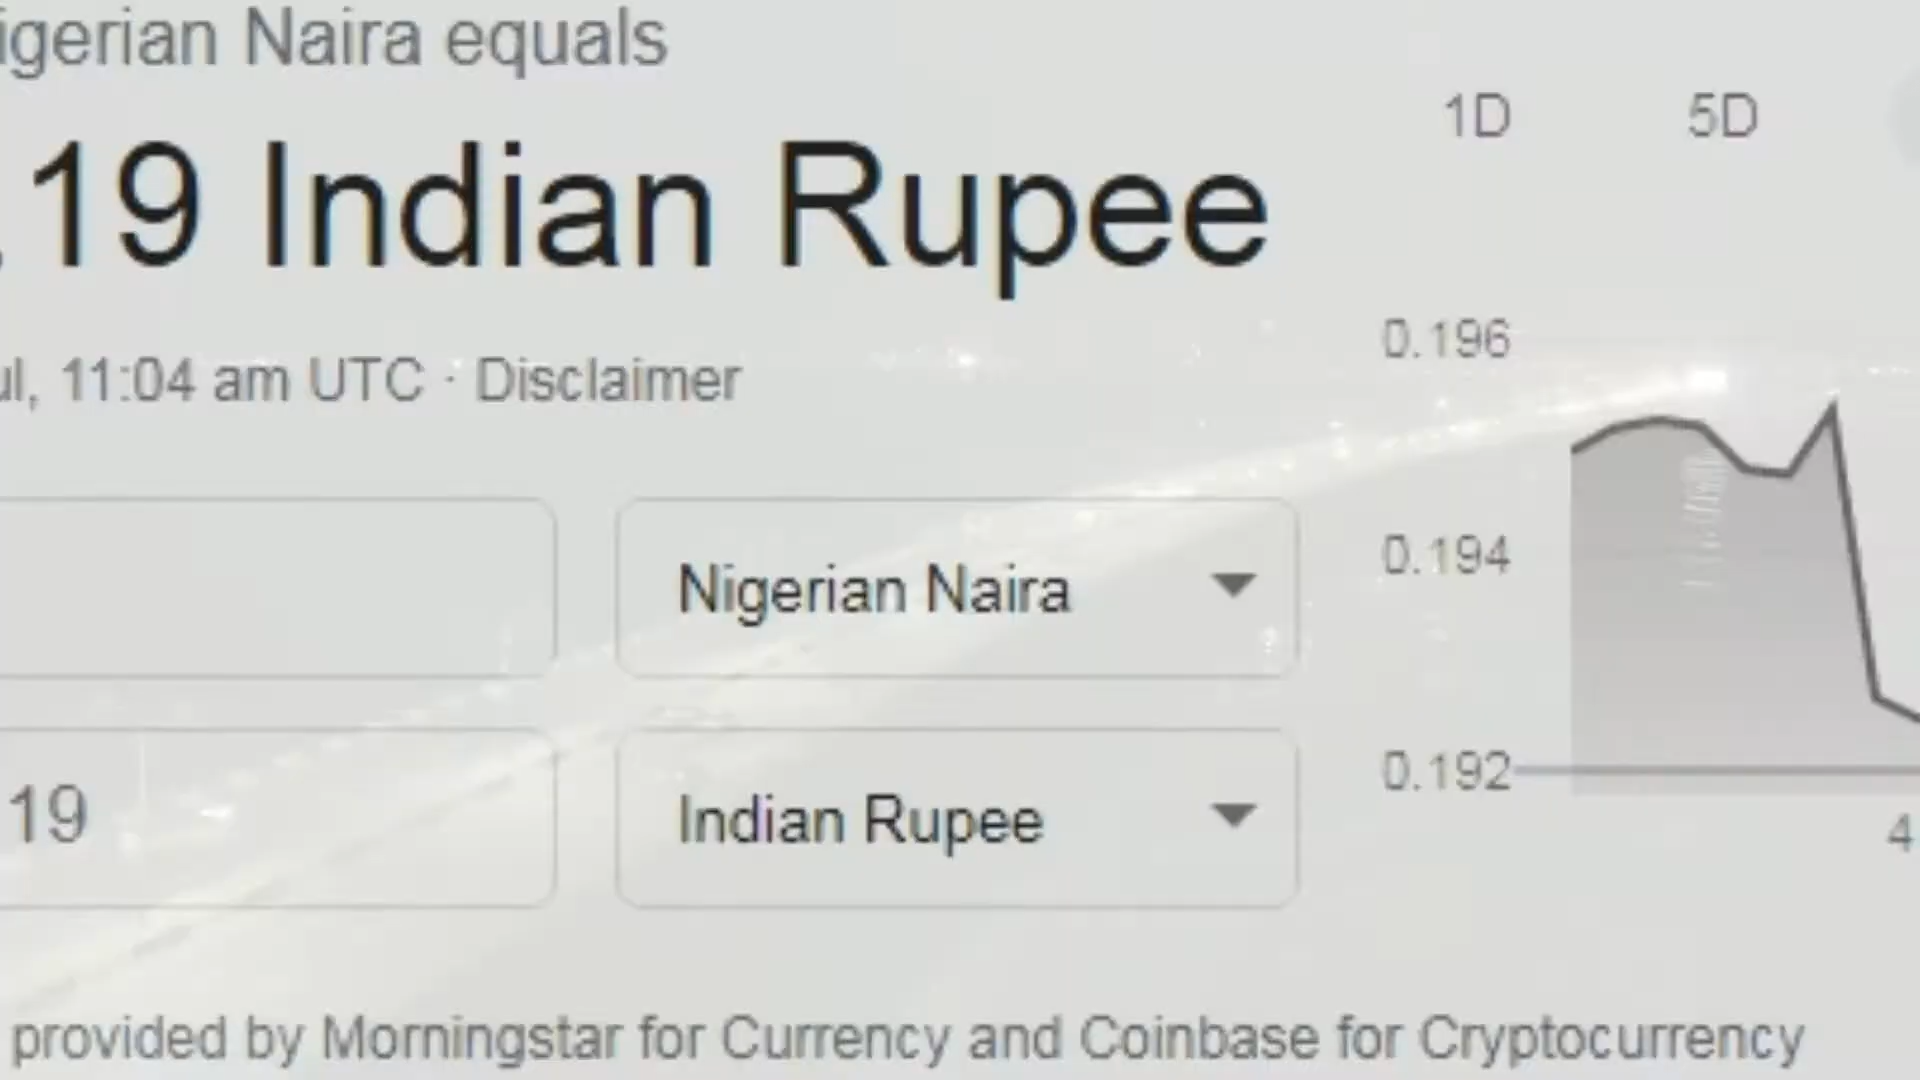 igerian Naira equals
.19 Indian Rupee
ul, 11:04 am UTC · Disclaimer
Nigerian Naira
19
Indian Rupee
provided by Morningstar for Currency and Coinbase for Cryptocurrency
1D 5D
0.196
0.194
0.192
4